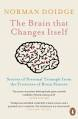 NORMAN DOIDGE
The Brain that
Changes Itself
Stories of Personal Triumph from the
Frontiers of Brain Science